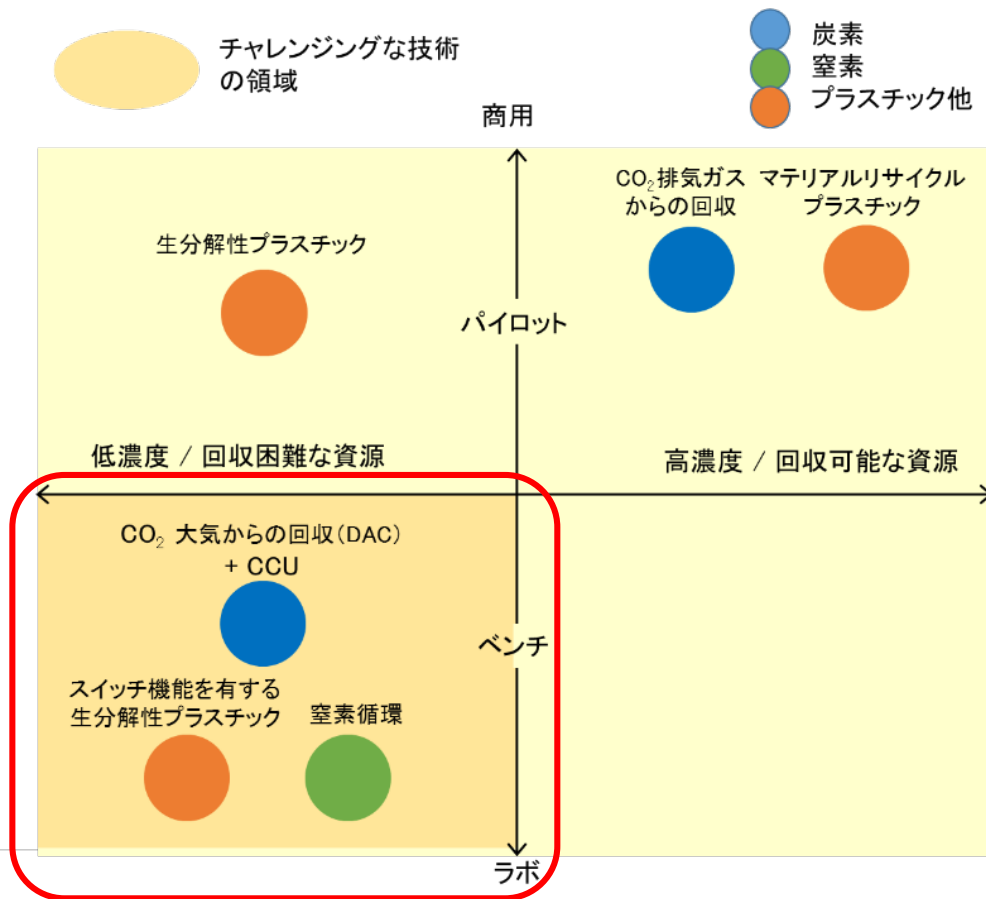 チャレンジングな技術
の領域
炭素
窒素
プラスチック他
商用
CO₂排気ガス
からの回収
マテリアルリサイクル
プラスチック
生分解性プラスチック
パイロット
低濃度 / 回収困難な資源
高濃度 / 回収可能な資源
CO₂ 大気からの回収(DAC)
+ CCU
ベンチ
スイッチ機能を有する
生分解性プラスチック
窒素循環
ラボ